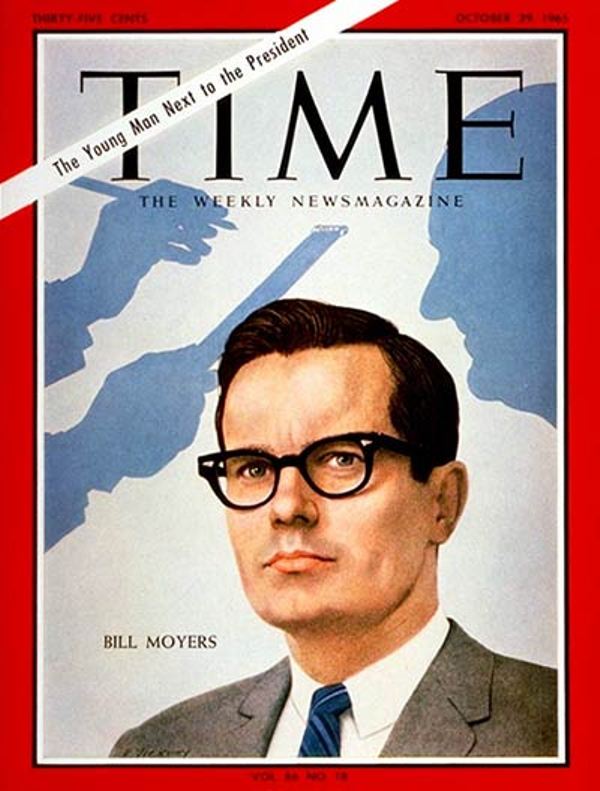 THIRTY-FIVE CENTS
OCTOBER 29, 1965
The Young Man Next to the President
TIME
THE WEEKLY NEWSMAGAZINE
BILL MOYERS
VOL. 86 NO. 18